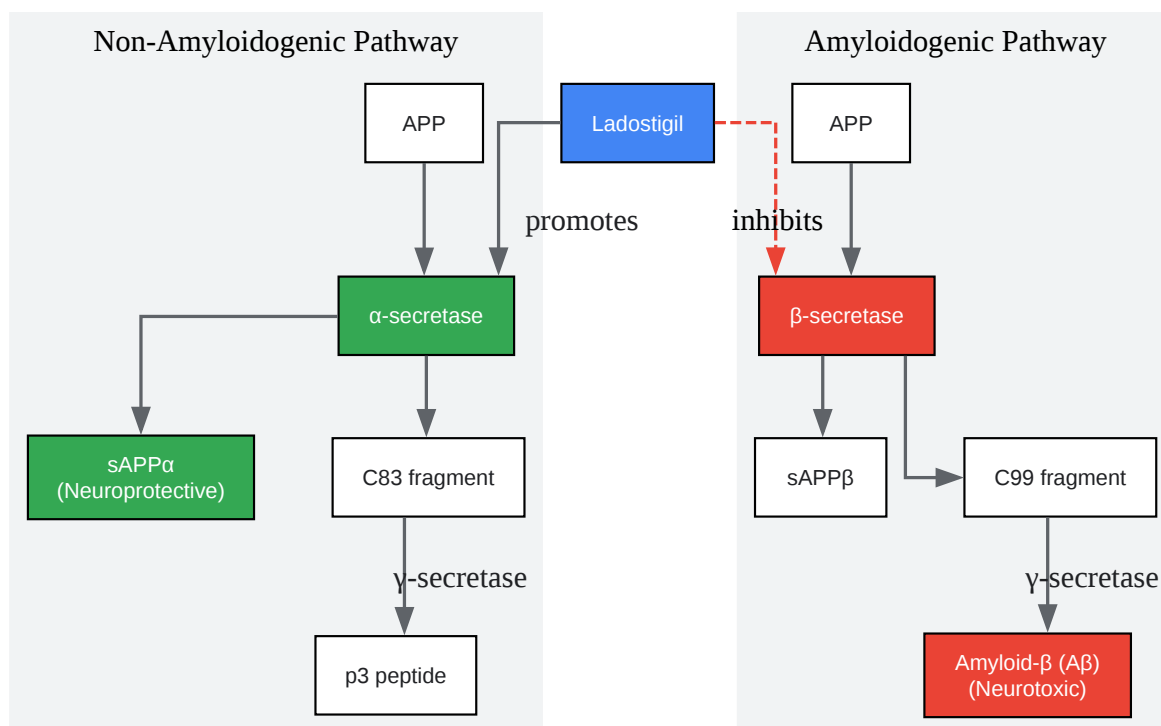 Non-Amyloidogenic Pathway
Amyloidogenic Pathway
APP
Ladostigil
APP
promotes
inhibits
α-secretase
β-secretase
sAPPα
(Neuroprotective)
C83 fragment
sAPPβ
C99 fragment
γ-secretase
γ-secretase
p3 peptide
Amyloid-β (Aβ)
(Neurotoxic)